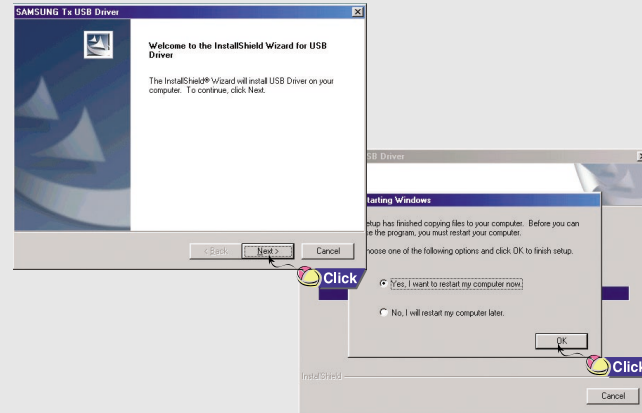 SAMSUNG Tx USB Driver
Welcome to the InstallShield Wizard for USB
Driver
The InstallShield® Wizard will install USB Driver on your
computer. To continue, click Next.
< Back
Next >
Cancel
Click
SB Driver
tarting Windows
etup has finished copying files to your computer. Before you can
se the program, you must restart your computer.
hoose one of the following options and click OK to finish setup.
Yes, I want to restart my computer now.
No, I will restart my computer later.
OK
Click
InstallShield
Cancel